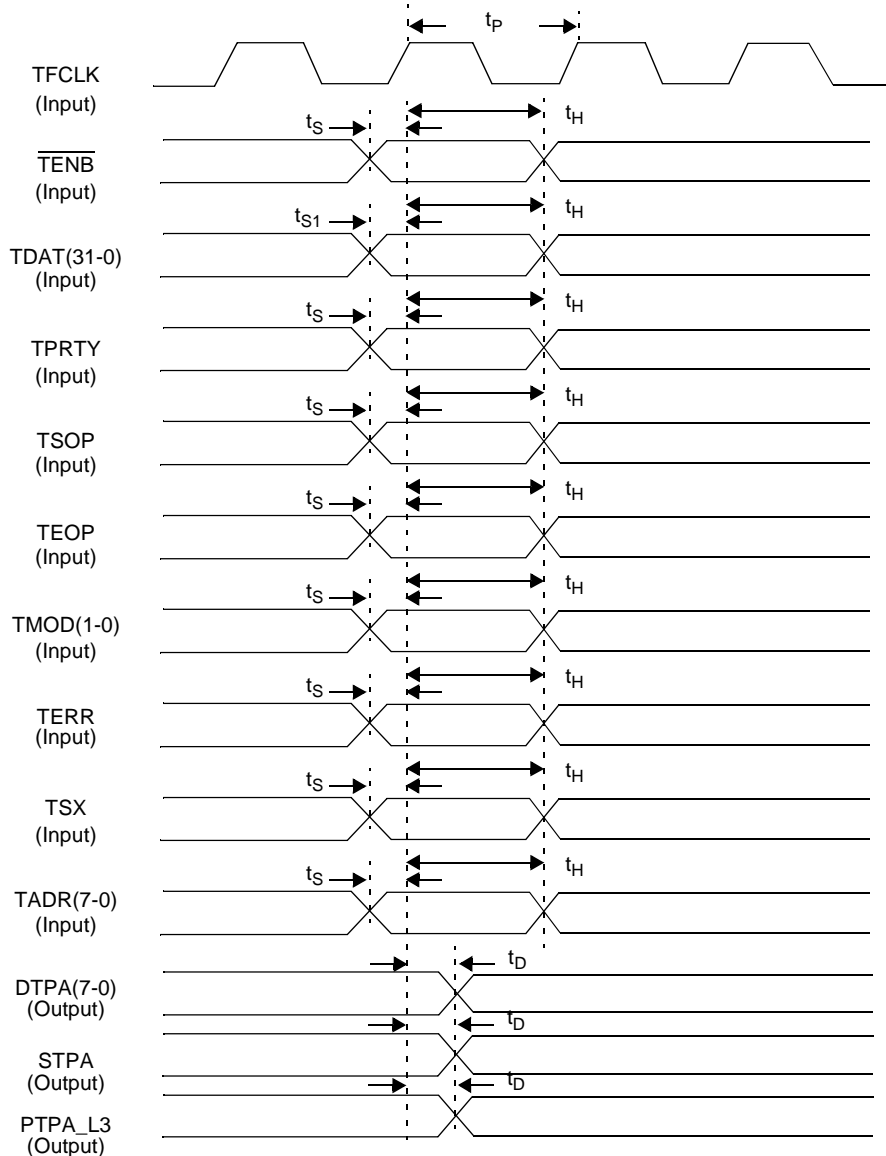 tP
TFCLK
(Input)
tS tH
TENB
(Input)
tS1 tH
TDAT(31-0)
(Input)
tS tH
TPRTY
(Input)
tS tH
TSOP
(Input)
tS tH
TEOP
(Input)
tS tH
TMOD(1-0)
(Input)
tS tH
TERR
(Input)
tS tH
TSX
(Input)
tS tH
TADR(7-0)
(Input)
tD
DTPA(7-0)
(Output)
tD
STPA
(Output)
tD
PTPA_L3
(Output)